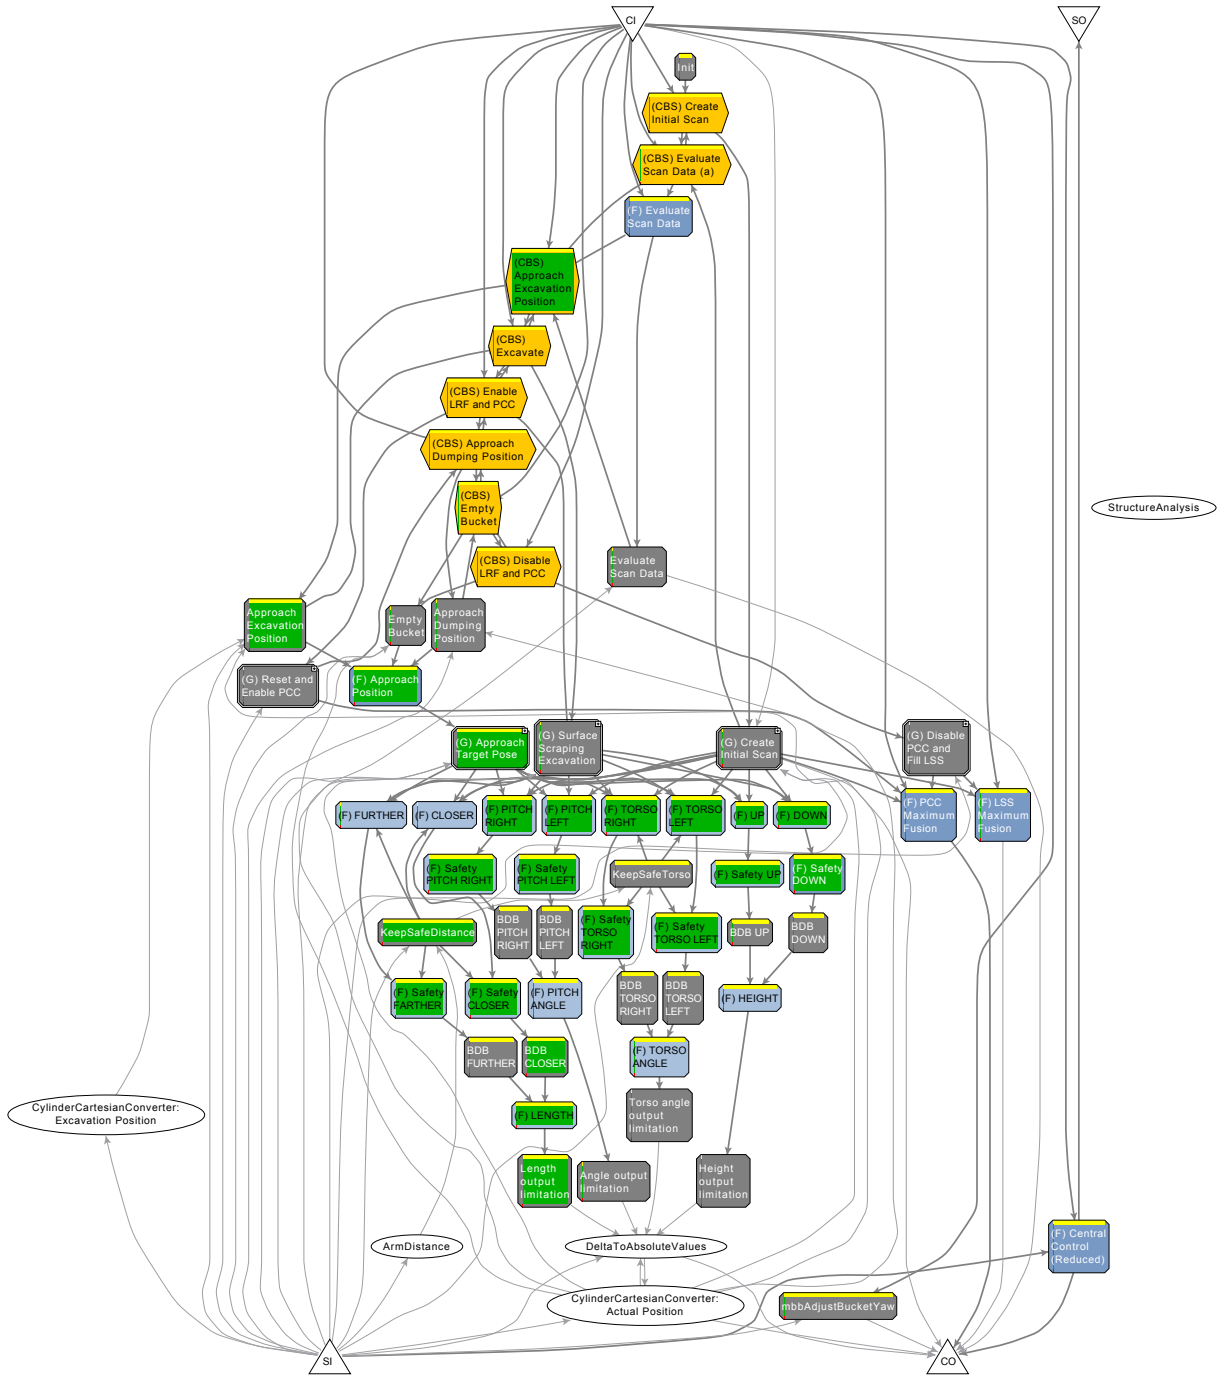 CI
SO
Init
(CBS) Create
Initial Scan
(CBS) Evaluate
Scan Data (a)
(F) Evaluate
Scan Data
(CBS)
Approach
Excavation
Position
(CBS)
Excavate
(CBS) Enable
LRF and PCC
(CBS) Approach
Dumping Position
(CBS)
Empty
Bucket
StructureAnalysis
(CBS) Disable
LRF and PCC
Evaluate
Scan Data
Approach
Excavation
Position
Empty
Bucket
Approach
Dumping
Position
(G) Reset and
Enable PCC
(F) Approach
Position
(G) Approach
Target Pose
(G) Surface
Scraping
Excavation
(G) Create
Initial Scan
(G) Disable
PCC and
Fill LSS
(F) FURTHER
(F) CLOSER
(F) PITCH
RIGHT
(F) PITCH
LEFT
(F) TORSO
RIGHT
(F) TORSO
LEFT
(F) UP
(F) DOWN
(F) PCC
Maximum
Fusion
(F) LSS
Maximum
Fusion
(F) Safety
PITCH RIGHT
(F) Safety
PITCH LEFT
KeepSafeTorso
(F) Safety UP
(F) Safety
DOWN
KeepSafeDistance
BDB
PITCH
RIGHT
BDB
PITCH
LEFT
(F) Safety
TORSO
RIGHT
(F) Safety
TORSO LEFT
BDB UP
BDB
DOWN
(F) Safety
FARTHER
(F) Safety
CLOSER
(F) PITCH
ANGLE
BDB
TORSO
RIGHT
BDB
TORSO
LEFT
(F) HEIGHT
BDB
FURTHER
BDB
CLOSER
(F) TORSO
ANGLE
CylinderCartesianConverter:
Excavation Position
(F) LENGTH
Torso angle
output
limitation
Length
output
limitation
Angle output
limitation
Height
output
limitation
ArmDistance
DeltaToAbsoluteValues
(F) Central
Control
(Reduced)
CylinderCartesianConverter:
Actual Position
mbbAdjustBucketYaw
SI
CO